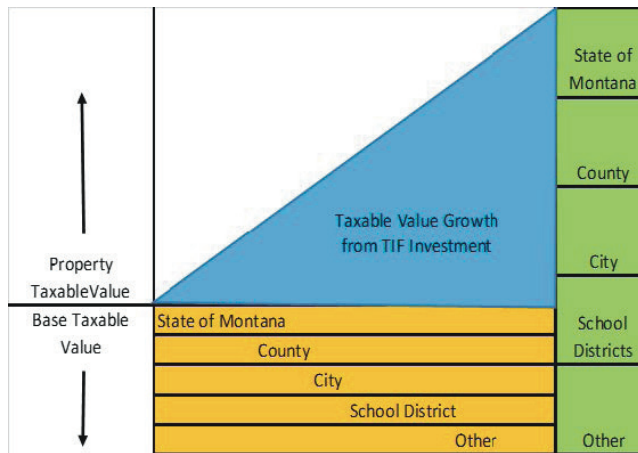 State of
Montana
County
Taxable Value Growth
from TIF Investment
City
Property
TaxableValue
Base Taxable
Value
State of Montana
County
City
School District
Other
School
Districts
Other